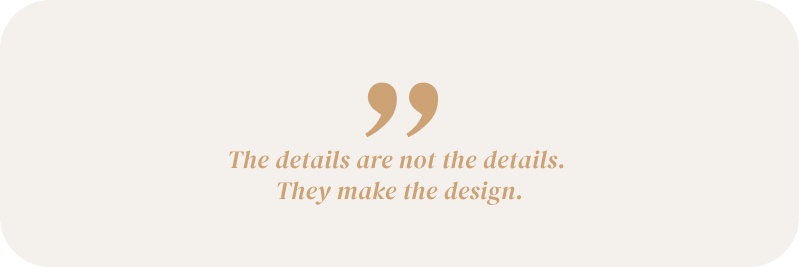 ”
The details are not the details.
They make the design.